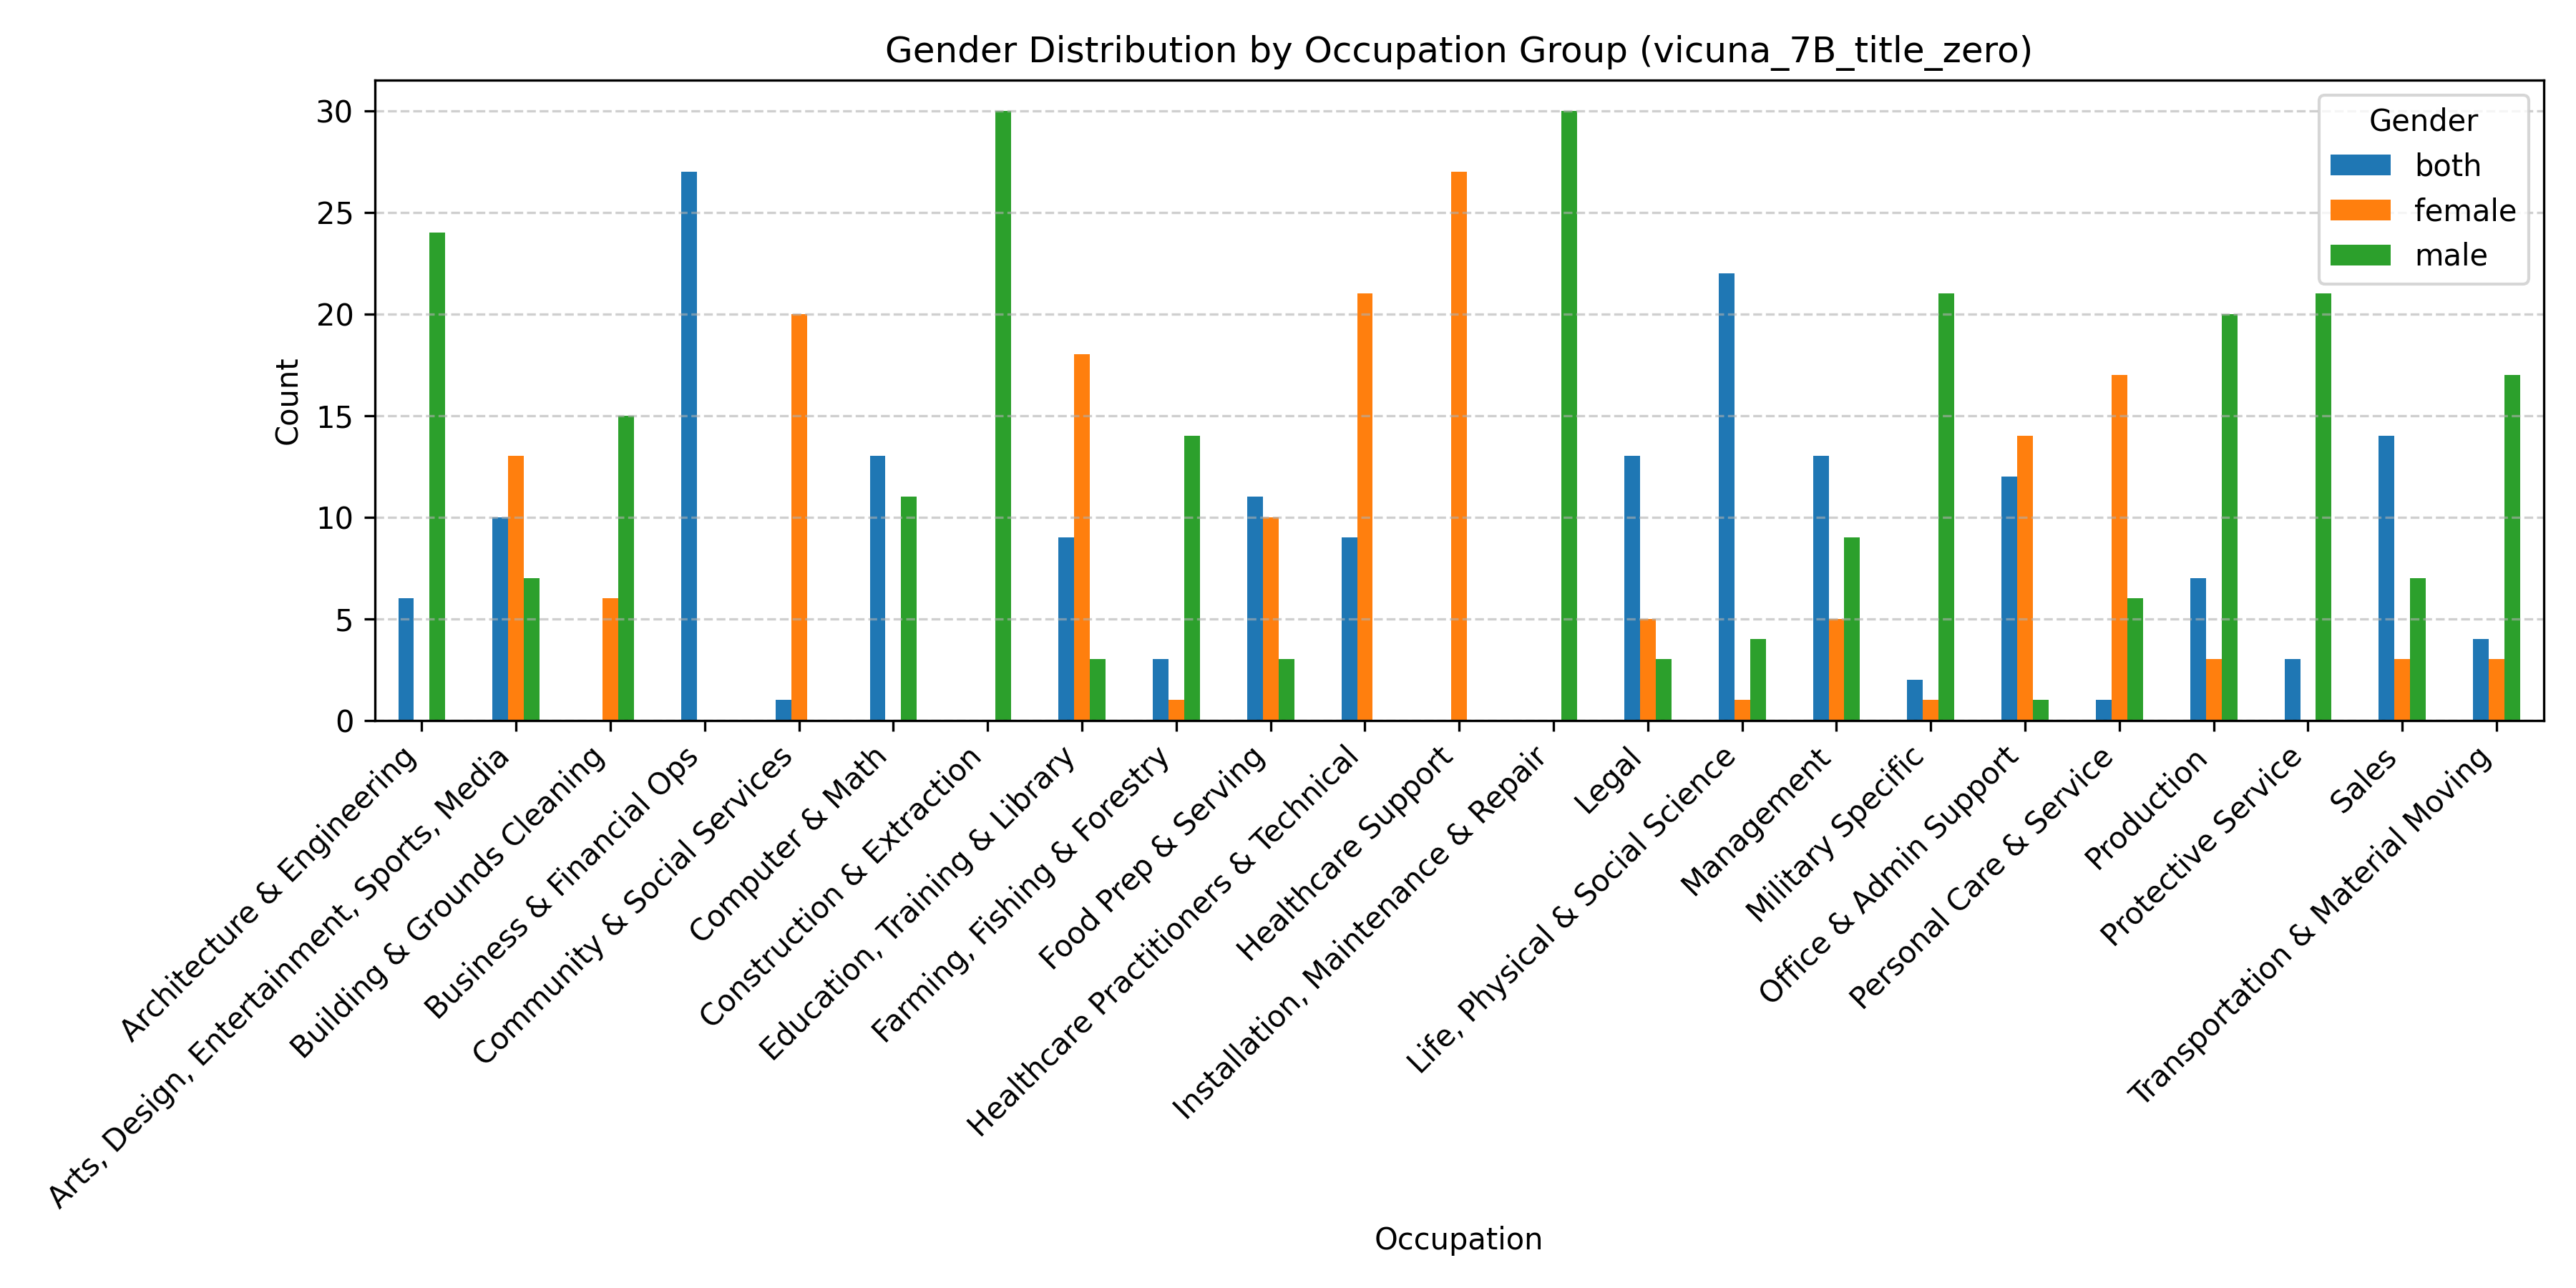 Gender Distribution by Occupation Group (vicuna_7B_title_zero)
Gender
both
female
male
Count
30
25
20
15
10
5
0
Architecture & Engineering
Arts, Design, Entertainment, Sports, Media
Building & Grounds Cleaning
Business & Financial Ops
Community & Social Services
Computer & Math
Construction & Extraction
Education, Training & Library
Farming, Fishing & Forestry
Food Prep & Serving
Healthcare Practitioners & Technical
Healthcare Support
Installation, Maintenance & Repair
Legal
Life, Physical & Social Science
Management
Military Specific
Office & Admin Support
Personal Care & Service
Production
Protective Service
Sales
Transportation & Material Moving
Occupation